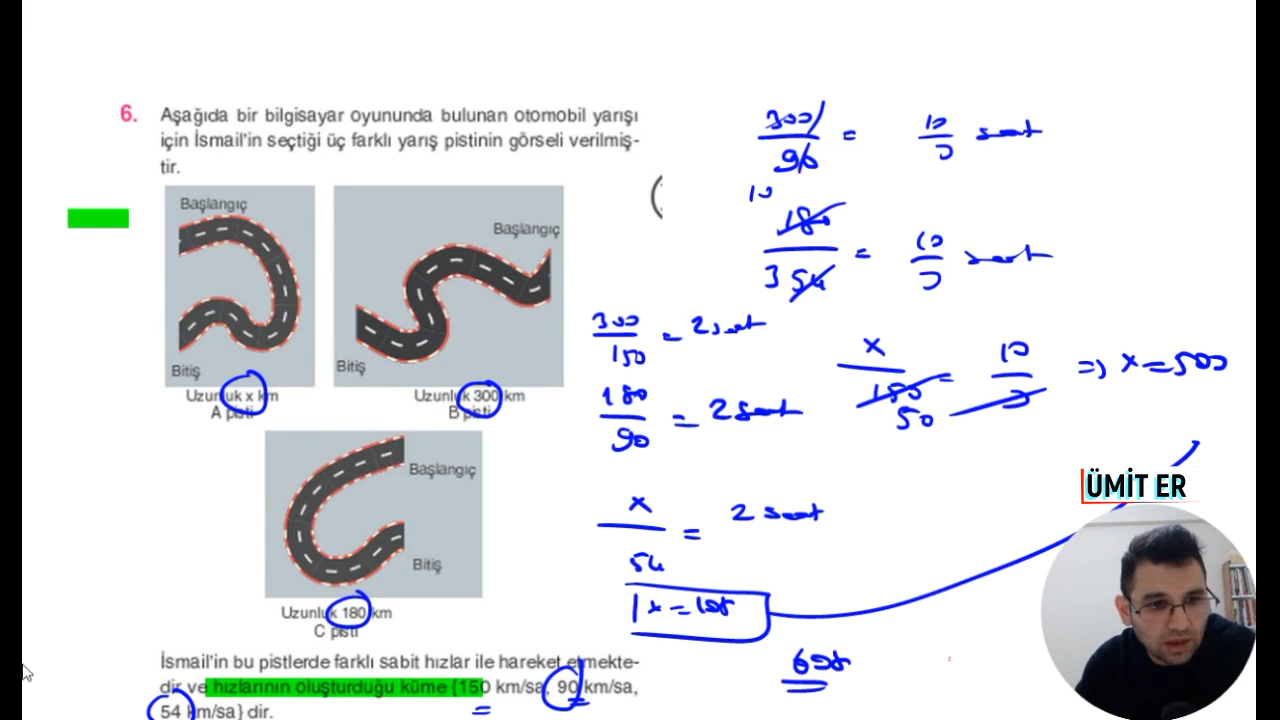 6. Aşağıda bir bilgisayar oyununda bulunan otomobil yarışı
için İsmail'in seçtiği üç farklı yarış pistinin görseli verilmiş-
tir.
Başlangıç
Bitiş
Uzunluk x km
A pisti
Başlangıç
Bitiş
Uzunluk 300 km
B pisti
Başlangıç
Bitiş
Uzunluk 180 km
C pisti
İsmail'in bu pistlerde farklı sabit hızlar ile hareket etmekte-
dir ve hızlarının oluşturduğu küme {150 km/sa, 90 km/sa,
54 km/sa} dir.
300/90 = 10/3 saat
10
180/54 = 10/3 saat
3
300/150 = 2 saat
180/90 = 2 saat
x/150 = 10/3 ⇒ x = 500
50
x/54 = 2 saat
x = 108
608
=
ÜMİT ER